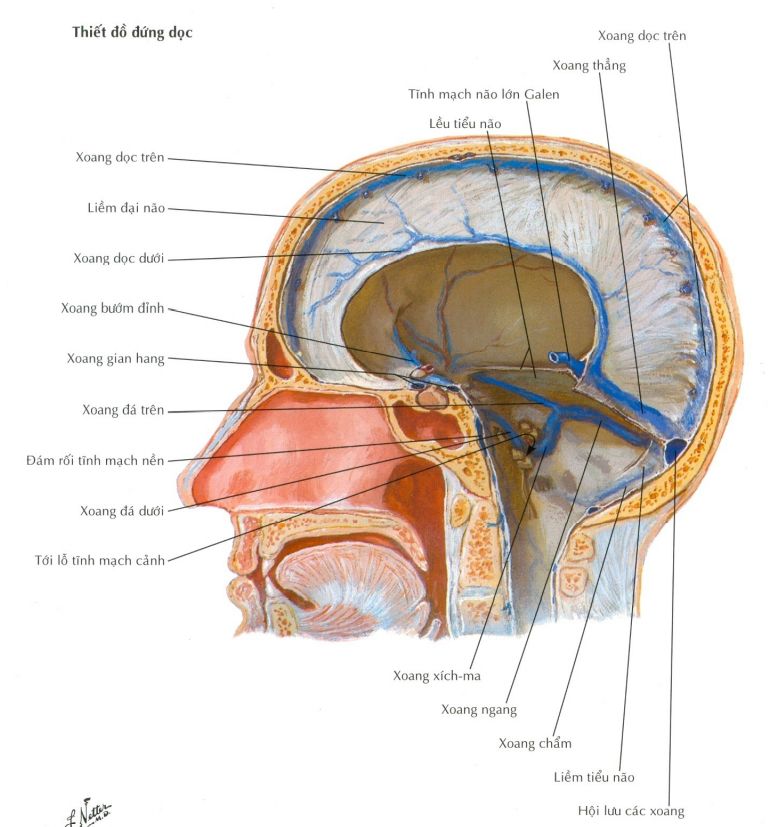 Thiết đồ đứng dọc
Xoang dọc trên
Xoang thẳng
Tĩnh mạch não lớn Galen
Lều tiểu não
Xoang dọc trên
Liềm đại não
Xoang dọc dưới
Xoang bướm đỉnh
Xoang gian hang
Xoang đá trên
Đám rối tĩnh mạch nền
Xoang đá dưới
Tới lỗ tĩnh mạch cảnh
Xoang xích-ma
Xoang ngang
Xoang chẩm
Liềm tiểu não
Hội lưu các xoang
F. Netter
M.D.